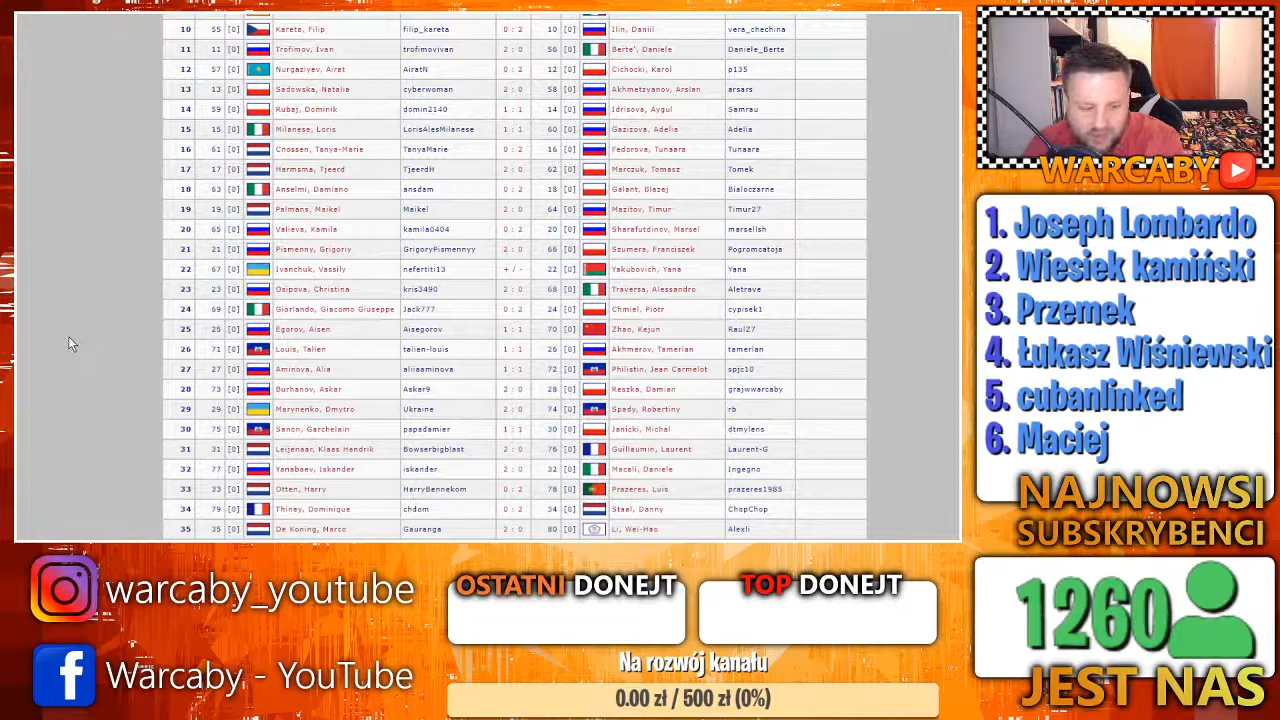 10 55 [0] Kareta, Filip filip_kareta 0 : 2 10 [0] Ilin, Daniil vera_chechina
11 11 [0] Trofimov, Ivan trofimovivan 2 : 0 56 [0] Berte', Daniele Daniele_Berte
12 57 [0] Nurgaziyev, Airat AiratN 0 : 2 12 [0] Cichocki, Karol p135
13 13 [0] Sadowska, Natalia cyberwoman 2 : 0 58 [0] Akhmetzyanov, Arslan arsars
14 59 [0] Rubaj, Dominik domin2140 1 : 1 14 [0] Idrisova, Aygul Samrau
15 15 [0] Milanese, Loris LorisAlesMilanese 1 : 1 60 [0] Gazizova, Adelia Adelia
16 61 [0] Cnossen, Tanya-Marie TanyaMarie 0 : 2 16 [0] Fedorova, Tunaara Tunaara
17 17 [0] Harmsma, Tjeerd TjeerdH 2 : 0 62 [0] Marczuk, Tomasz Tomek
18 63 [0] Anselmi, Damiano ansdam 0 : 2 18 [0] Galant, Blazej Bialoczarne
19 19 [0] Palmans, Maikel Maikel 2 : 0 64 [0] Mazitov, Timur Timur27
20 65 [0] Valieva, Kamila kamila0404 0 : 2 20 [0] Sharafutdinov, Marsel marsellsh
21 21 [0] Pismenny, Grigoriy GrigoryPismennyy 2 : 0 66 [0] Szumera, Franciszek Pogromcatoja
22 67 [0] Ivanchuk, Vassily nefertiti13 + / - 22 [0] Yakubovich, Yana Yana
23 23 [0] Osipova, Christina kris3490 2 : 0 68 [0] Traversa, Alessandro Aletrave
24 69 [0] Giorlando, Giacomo Giuseppe Jack777 0 : 2 24 [0] Chmiel, Piotr cypisek1
25 25 [0] Egorov, Aisen Aisegorov 1 : 1 70 [0] Zhao, Kejun RaulZ7
26 71 [0] Louis, Talien talien-louis 1 : 1 26 [0] Akhmerov, Tamerlan tamerlan
27 27 [0] Aminova, Alia aliiaaminova 1 : 1 72 [0] Philistin, Jean Carmelot spjc10
28 73 [0] Burhanov, Askar Askar9 2 : 0 28 [0] Reszka, Damian grajwwarcaby
29 29 [0] Marynenko, Dmytro Ukraine 2 : 0 74 [0] Spady, Robertiny rb
30 75 [0] Sanon, Garchelain papadamier 1 : 1 30 [0] Janicki, Michal dtmylens
31 31 [0] Leijenaar, Klaas Hendrik Bowserbigblast 2 : 0 76 [0] Guillaumin, Laurent Laurent-G
32 77 [0] Yanabaev, Iskander iskander 2 : 0 32 [0] Macali, Daniele Ingegno
33 33 [0] Otten, Harry HarryBennekom 0 : 2 78 [0] Prazeres, Luis prazeres1985
34 79 [0] Thiney, Dominique chdom 0 : 2 34 [0] Staal, Danny ChopChop
35 35 [0] De Koning, Marco Gauranga 2 : 0 80 [0] Li, Wai-Hao Alexli
WARCABY
1. Joseph Lombardo
2. Wiesiek kamiński
3. Przemek
4. Łukasz Wiśniewski
5. cubanlinked
6. Maciej
NAJNOWSI
SUBSKRYBENCI
warcaby_youtube
Warcaby - YouTube
OSTATNI DONEJT
TOP DONEJT
Na rozwój kanału
0.00 zł / 500 zł (0%)
1260
JEST NAS